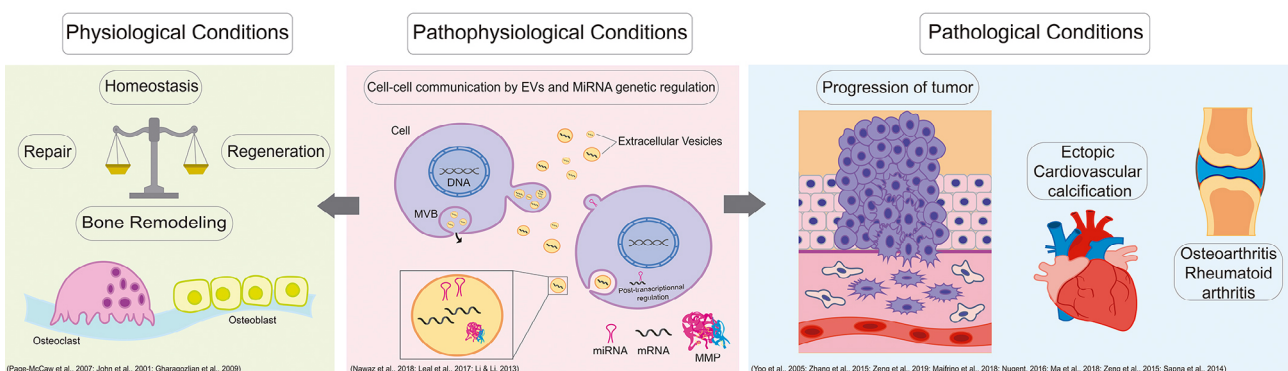 Physiological Conditions
Pathophysiological Conditions
Pathological Conditions
Homeostasis
Repair
Regeneration
Bone Remodeling
Osteoclast
Osteoblast
(Page-McCaw et al., 2007; John et al., 2001; Gharagozlian et al., 2009)
Cell-cell communication by EVs and MiRNA genetic regulation
Cell
Extracellular Vesicles
DNA
MVB
Post-transcriptionnal
regulation
miRNA
mRNA
MMP
(Nawaz et al., 2018; Leal et al., 2017; Li & Li, 2013)
Progression of tumor
Ectopic
Cardiovascular
calcification
Osteoarthritis
Rheumatoid
arthritis
(Yoo et al., 2005; Zhang et al., 2015; Zeng et al., 2019; Maifrino et al., 2018; Nugent, 2016; Ma et al., 2018; Zeng et al., 2015; Sapna et al., 2014)